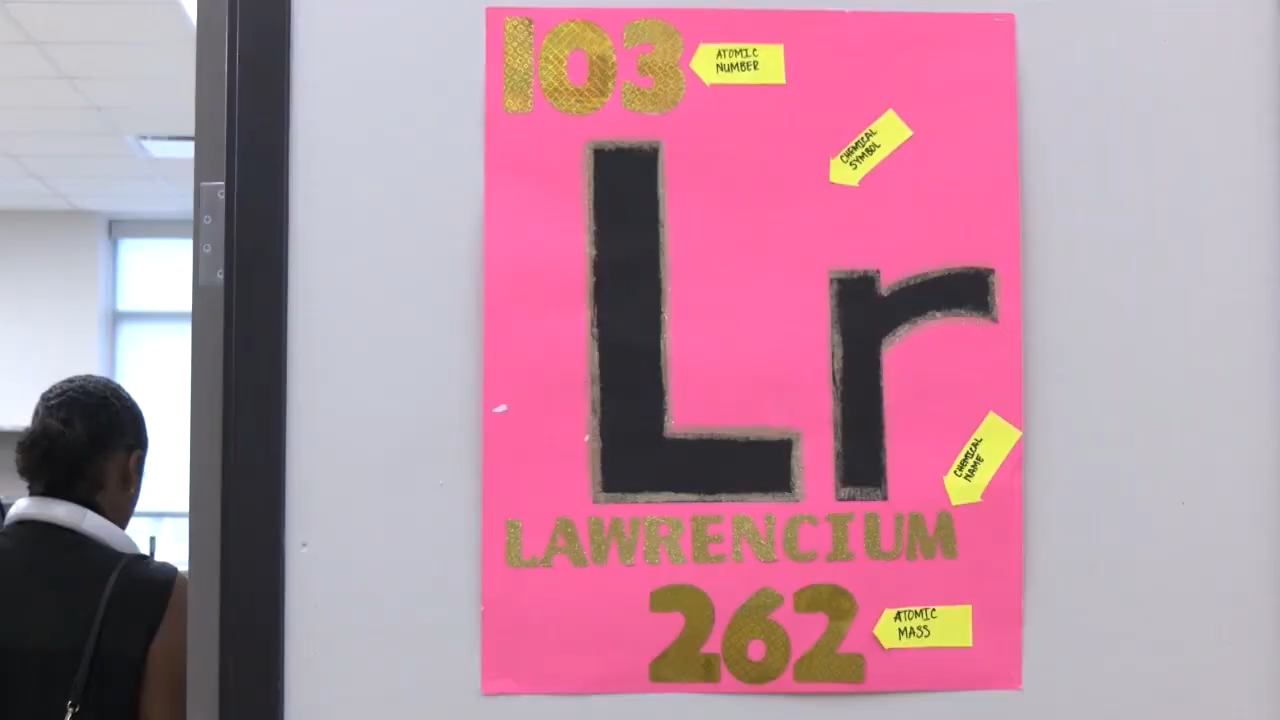 103
ATOMIC
NUMBER
CHEMICAL
SYMBOL
Lr
CHEMICAL
NAME
LAWRENCIUM
262
ATOMIC
MASS